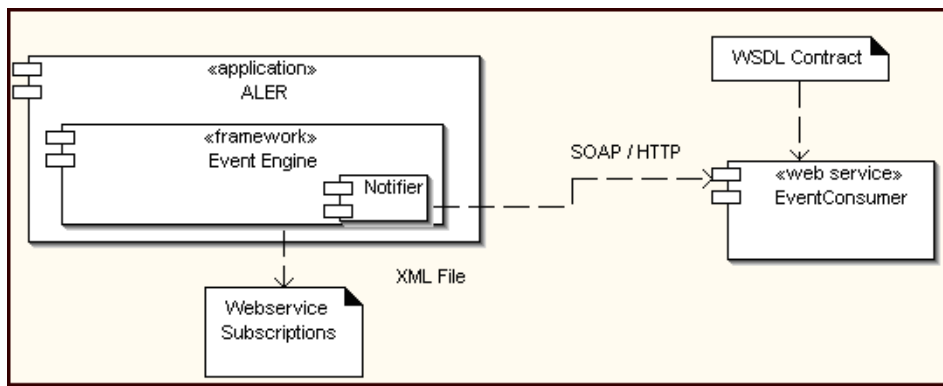 «application»
ALER
«framework»
Event Engine
Notifier
SOAP / HTTP
WSDL Contract
«web service»
EventConsumer
XML File
Webservice
Subscriptions